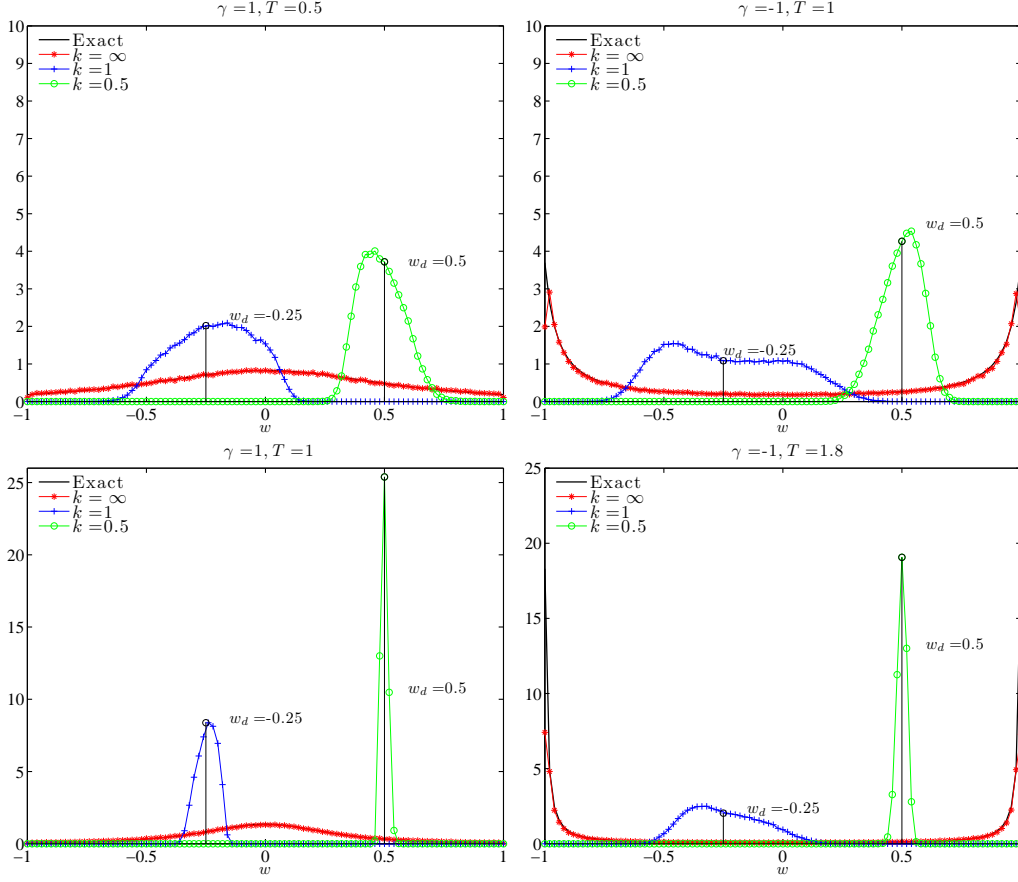 γ =1, T =0.5
10
9
8
7
6
5
4
3
2
1
0
Exact
k = ∞
k =1
k =0.5
w_d =-0.25
w_d =0.5
−1 −0.5 0 0.5 1
w
γ =-1, T =1
10
9
8
7
6
5
4
3
2
1
0
Exact
k = ∞
k =1
k =0.5
w_d =0.5
w_d =-0.25
−1 −0.5 0 0.5
w
γ =1, T =1
25
20
15
10
5
0
Exact
k = ∞
k =1
k =0.5
w_d =0.5
w_d =-0.25
−1 −0.5 0 0.5 1
w
γ =-1, T =1.8
25
20
15
10
5
0
Exact
k = ∞
k =1
k =0.5
w_d =0.5
w_d =-0.25
−1 −0.5 0 0.5
w